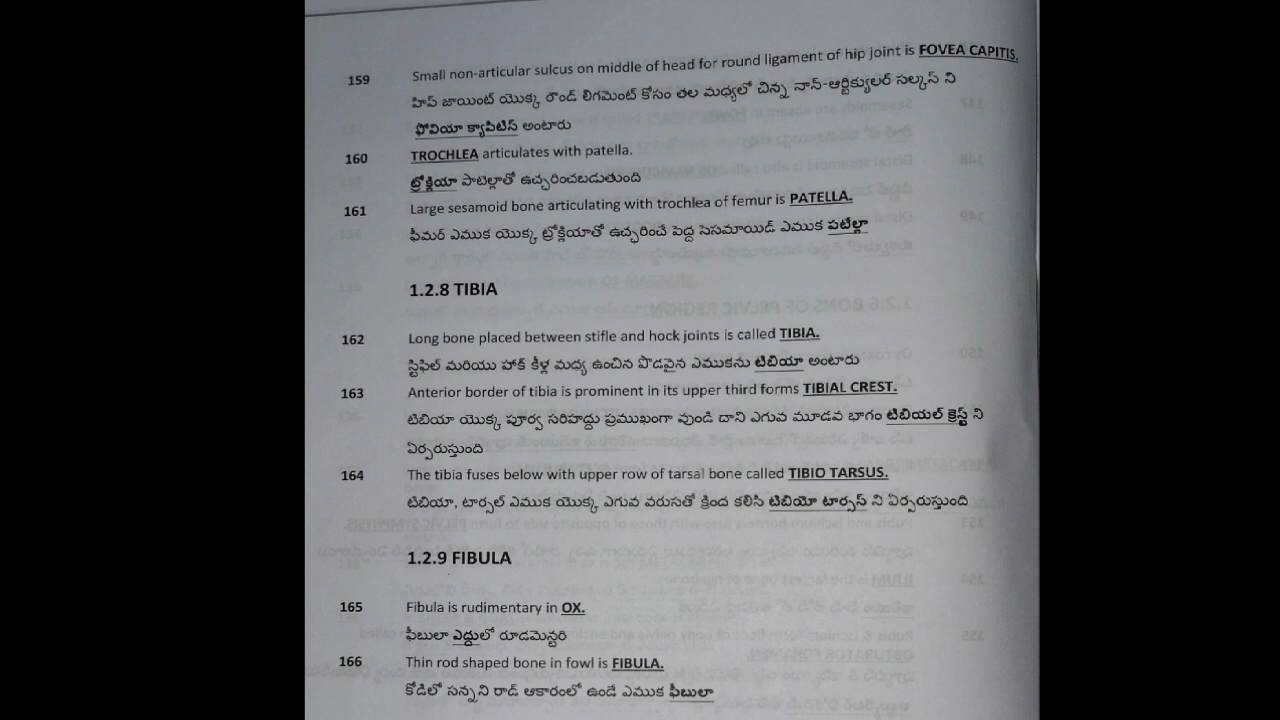 159 Small non-articular sulcus on middle of head for round ligament of hip joint is FOVEA CAPITIS.
హిప్ జాయింట్ యొక్క రౌండ్ లిగమెంట్ కోసం తల మధ్యలో చిన్న నాన్-ఆర్టిక్యులర్ సల్కస్ ని
ఫోవియా క్యాపిటిస్ అంటారు
160 TROCHLEA articulates with patella.
ట్రోక్లియా పాటెల్లాతో ఉచ్ఛరించబడుతుంది
161 Large sesamoid bone articulating with trochlea of femur is PATELLA.
ఫీమర్ ఎముక యొక్క ట్రోక్లియాతో ఉచ్ఛరించే పెద్ద సెసమాయిడ్ ఎముక పటేల్లా
1.2.8 TIBIA
162 Long bone placed between stifle and hock joints is called TIBIA.
స్టిఫిల్ మరియు హాక్ కీళ్ల మధ్య ఉంచిన పొడవైన ఎముకను టిబియా అంటారు
163 Anterior border of tibia is prominent in its upper third forms TIBIAL CREST.
టిబియా యొక్క పూర్వ సరిహద్దు ప్రముఖంగా వుండి దాని ఎగువ మూడవ భాగం టిబియల్ క్రెస్ట్ ని
ఏర్పరుస్తుంది
164 The tibia fuses below with upper row of tarsal bone called TIBIO TARSUS.
టిబియా, టార్సల్ ఎముక యొక్క ఎగువ వరుసతో క్రింద కలిసి టిబియో టార్సస్ ని ఏర్పరుస్తుంది
1.2.9 FIBULA
165 Fibula is rudimentary in OX.
ఫీబులా ఎద్దులో రూడమెన్టరి
166 Thin rod shaped bone in fowl is FIBULA.
కోడిలో సన్నని రాడ్ ఆకారంలో ఉండే ఎముక ఫీబులా